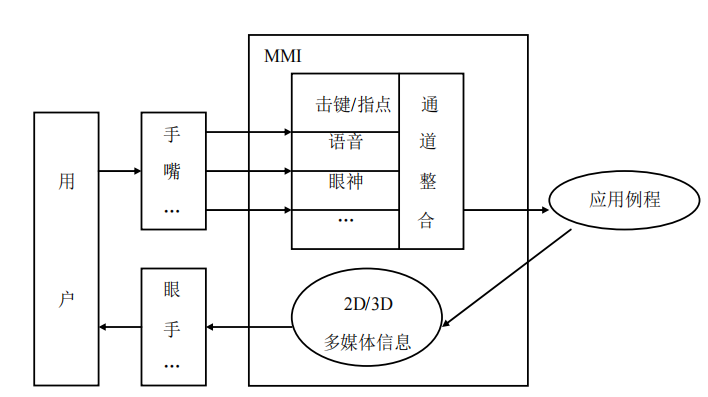 MMI
用户
手
嘴
…
击键/指点
语音
眼神
…
通道整合
应用例程
眼
手
…
2D/3D
多媒体信息